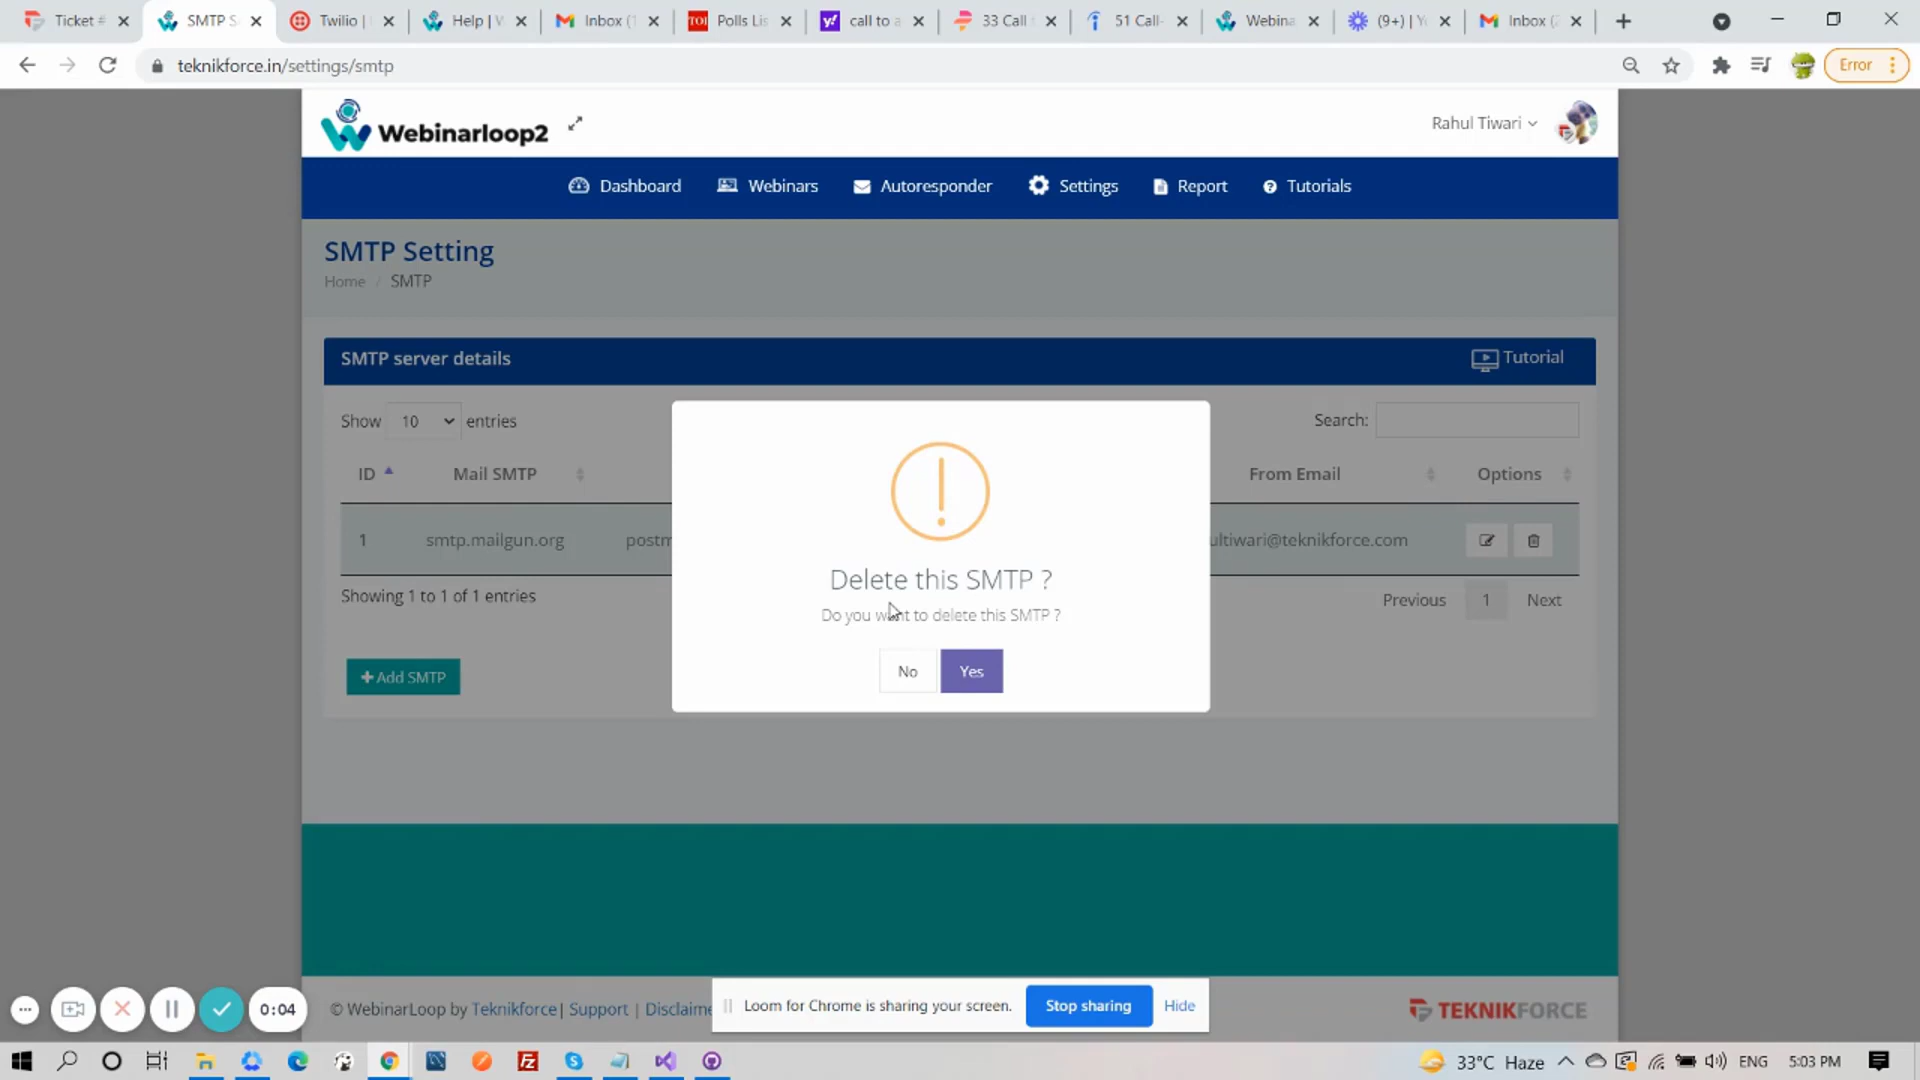 Ticket #
SMTP S
Twilio |
Help | W
Inbox (1
TOI
Polls Lis
call to a
33 Call
51 Call-
Webina
(9+) | Yo
Inbox (2
teknikforce.in/settings/smtp
Error
Webinarloop2
Rahul Tiwari
Dashboard
Webinars
Autoresponder
Settings
Report
Tutorials
SMTP Setting
Home / SMTP
SMTP server details
Tutorial
Show 10 entries
Search:
ID
Mail SMTP
From Email
Options
1
smtp.mailgun.org
postm
ultiwari@teknikforce.com
Showing 1 to 1 of 1 entries
Previous
1
Next
+ Add SMTP
Delete this SMTP ?
Do you want to delete this SMTP ?
No
Yes
0:04
© WebinarLoop by Teknikforce| Support | Disclaime
Loom for Chrome is sharing your screen.
Stop sharing
Hide
TEKNIKFORCE
33°C Haze
ENG
5:03 PM